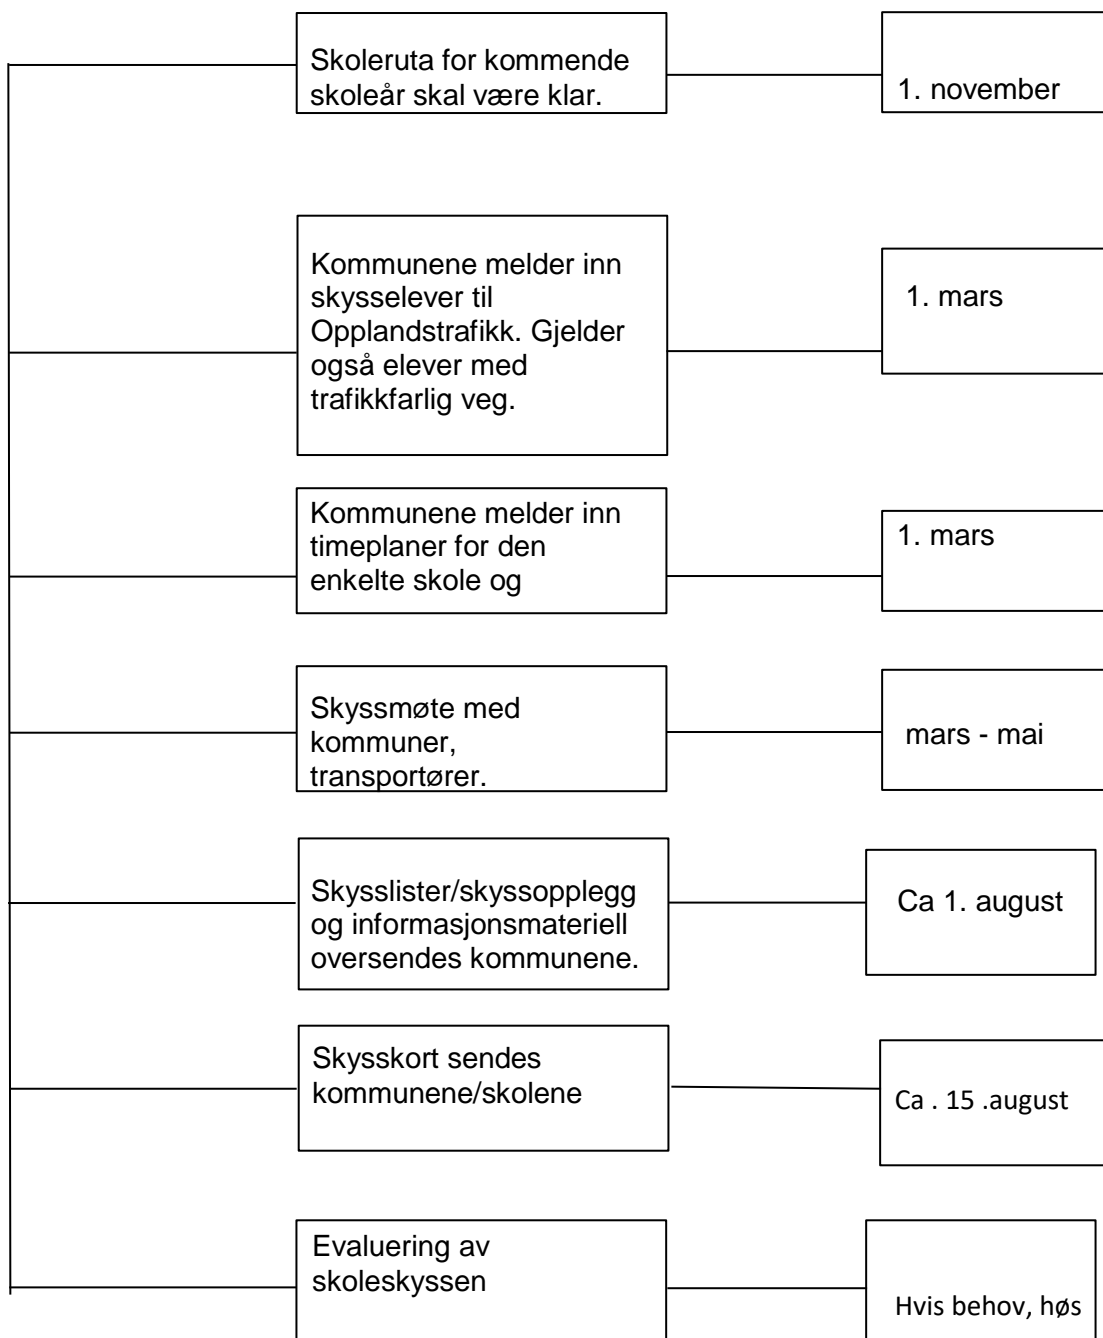 Skoleruta for kommende
skoleår skal være klar.
1. november
Kommunene melder inn
skysselever til
Opplandstrafikk. Gjelder
også elever med
trafikkfarlig veg.
1. mars
Kommunene melder inn
timeplaner for den
enkelte skole og
1. mars
Skyssmøte med
kommuner,
transportører.
mars - mai
Skysslister/skyssopplegg
og informasjonsmateriell
oversendes kommunene.
Ca 1. august
Skysskort sendes
kommunene/skolene
Ca . 15 .august
Evaluering av
skoleskyssen
Hvis behov, høs